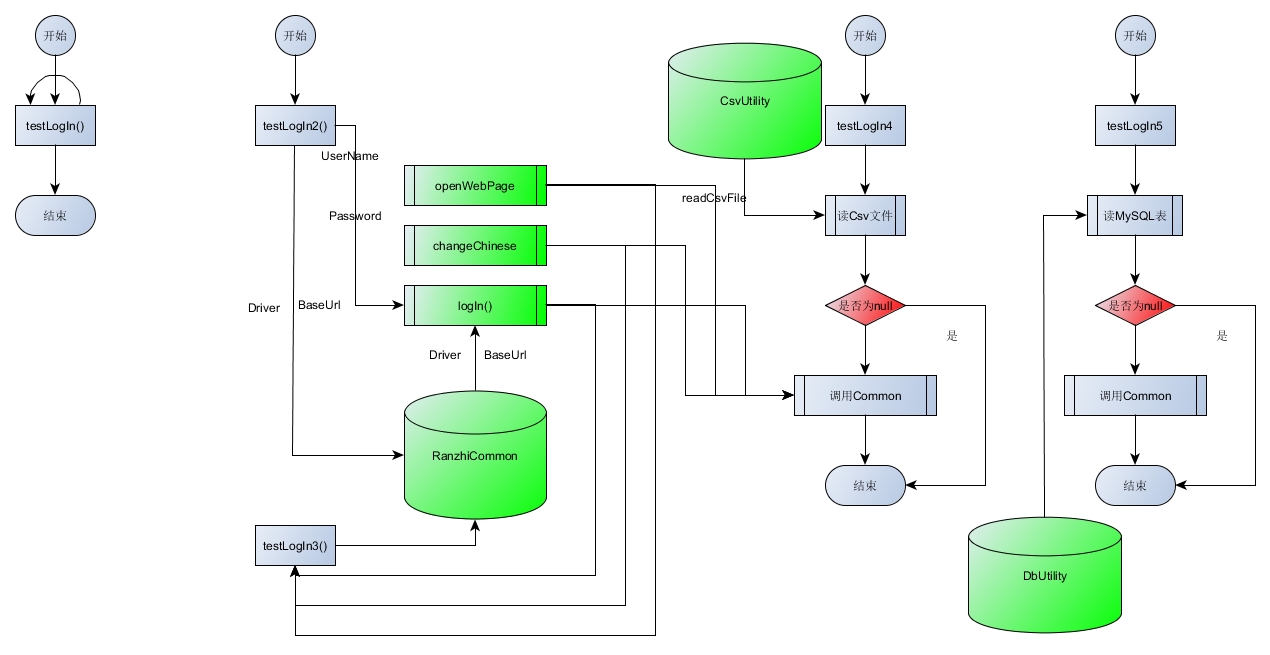 开始
开始
开始
开始
CsvUtility
testLogIn()
testLogIn2()
testLogIn4
testLogIn5
UserName
openWebPage
readCsvFile
结束
Password
读Csv文件
读MySQL表
changeChinese
Driver
BaseUrl
logIn()
是否为null
是否为null
是
是
Driver
BaseUrl
调用Common
调用Common
RanzhiCommon
结束
结束
testLogIn3()
DbUtility